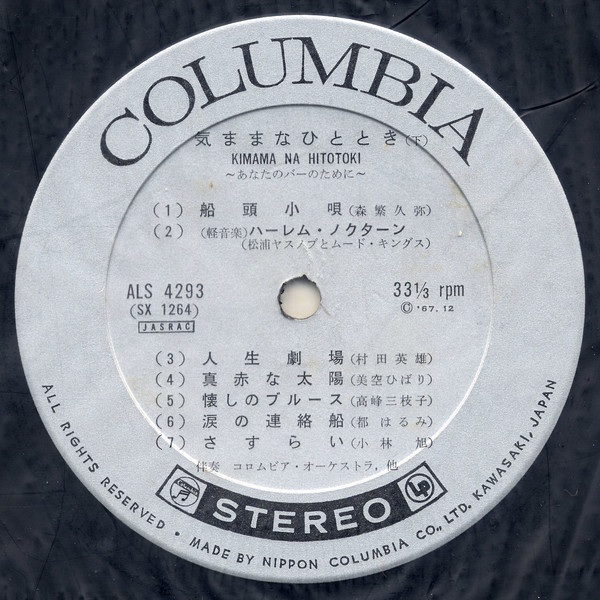 COLUMBIA
気ままなひととき(下)
KIMAMA NA HITOTOKI
～あなたのバーのために～
(1) 船頭小唄(森繁久弥)
(2) (軽音楽)ハーレム・ノクターン
(松浦ヤスノブとムード・キングス)
ALS 4293
33⅓ rpm
(SX 1264)
Ⓒ '67.12
JASRAC
(3) 人生劇場(村田英雄)
(4) 真赤な太陽(美空ひばり)
(5) 懐しのブルース(高峰三枝子)
(6) 涙の連絡船(都はるみ)
(7) さすらい(小林旭)
伴奏 コロムビア・オーケストラ, 他
Columbia
STEREO
LP
ALL RIGHTS RESERVED • MADE BY NIPPON COLUMBIA CO., LTD. KAWASAKI, JAPAN